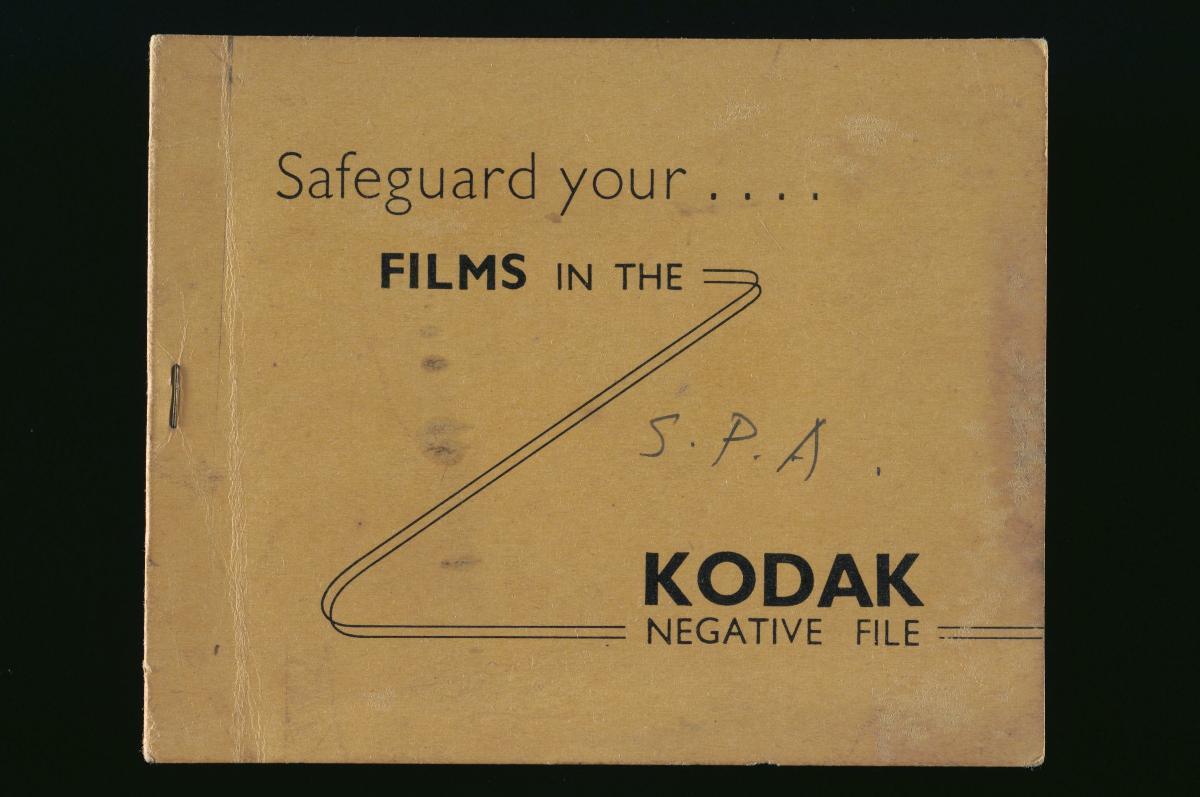 Safeguard your ....
FILMS IN THE
S.P.A.
KODAK
NEGATIVE FILE